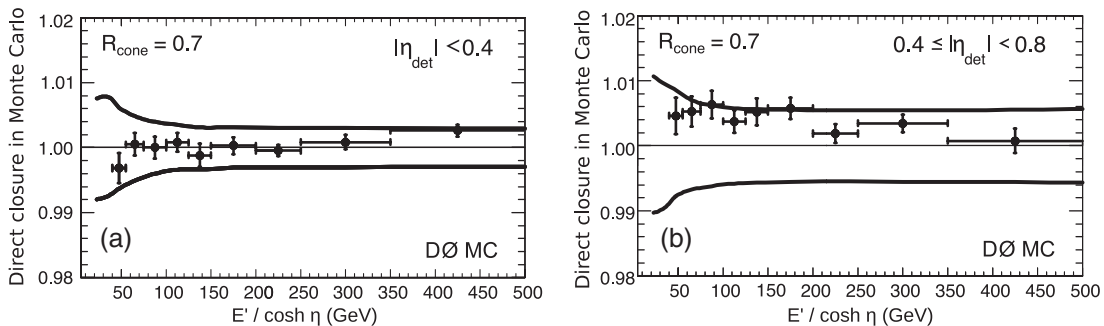 Direct closure in Monte Carlo
1.02
1.01
1.00
0.99
0.98
R_cone = 0.7
|η_det| < 0.4
(a)
DØ MC
50 100 150 200 250 300 350 400 450 500
E' / cosh η (GeV)
Direct closure in Monte Carlo
1.02
1.01
1.00
0.99
0.98
R_cone = 0.7
0.4 ≤ |η_det| < 0.8
(b)
DØ MC
50 100 150 200 250 300 350 400 450 500
E' / cosh η (GeV)